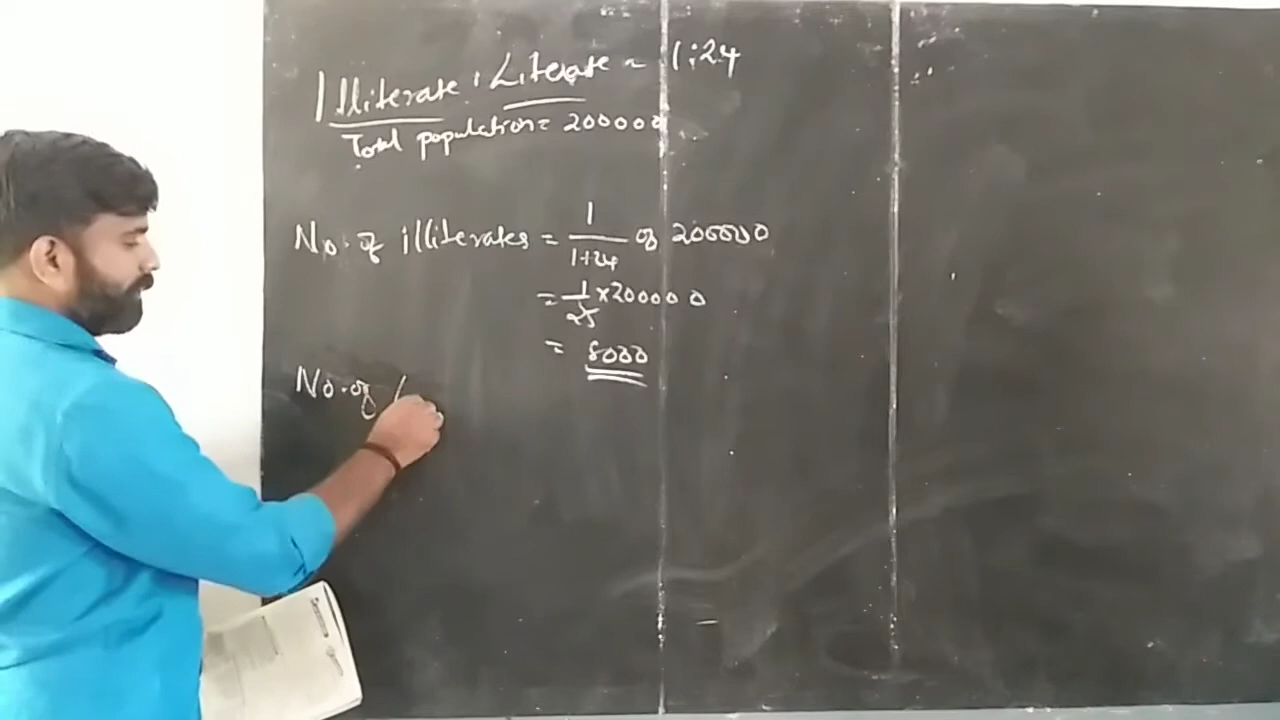 Illiterate : Literate = 1:24
Total population = 200000
No. of illiterates = 1/1+24 of 200000
= 1/25 × 200000
= 8000
No. of